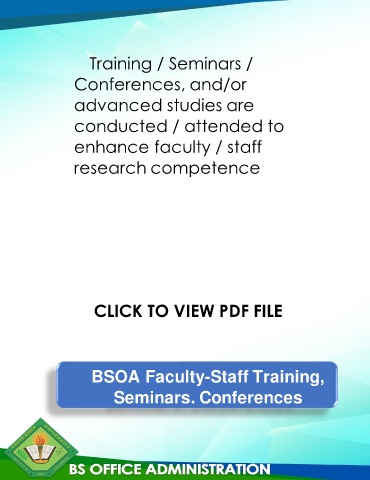 Training / Seminars /
Conferences, and/or
advanced studies are
conducted / attended to
enhance faculty / staff
research competence
CLICK TO VIEW PDF FILE
BSOA Faculty-Staff Training,
Seminars. Conferences
BS OFFICE ADMINISTRATION